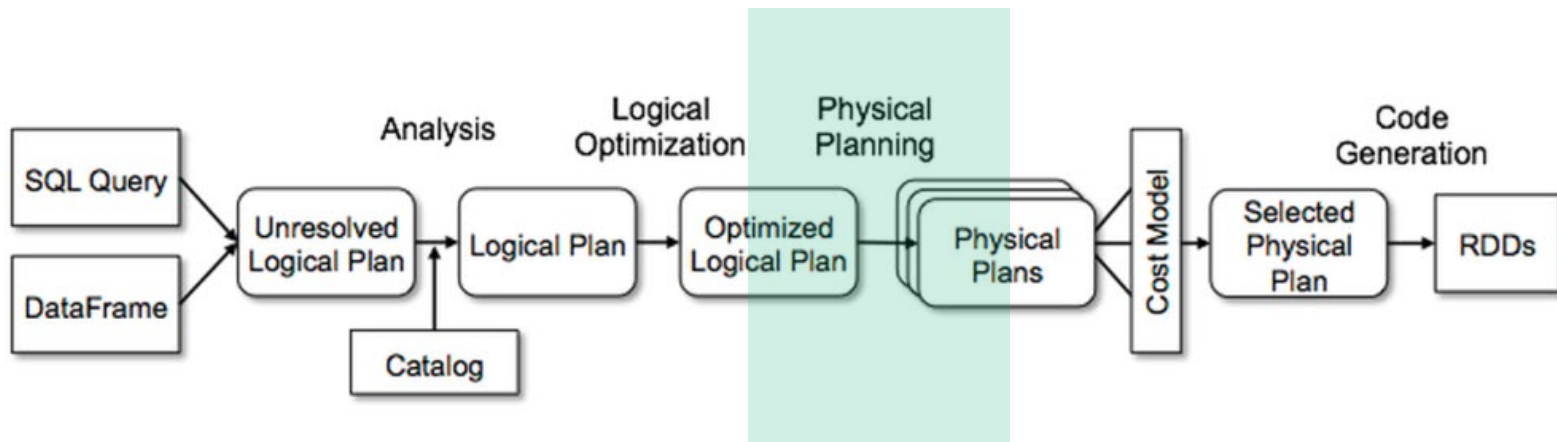 SQL Query
DataFrame
Unresolved
Logical Plan
Analysis
Catalog
Logical Plan
Logical
Optimization
Optimized
Logical Plan
Physical
Planning
Physical
Plans
Cost Model
Selected
Physical
Plan
Code
Generation
RDDs